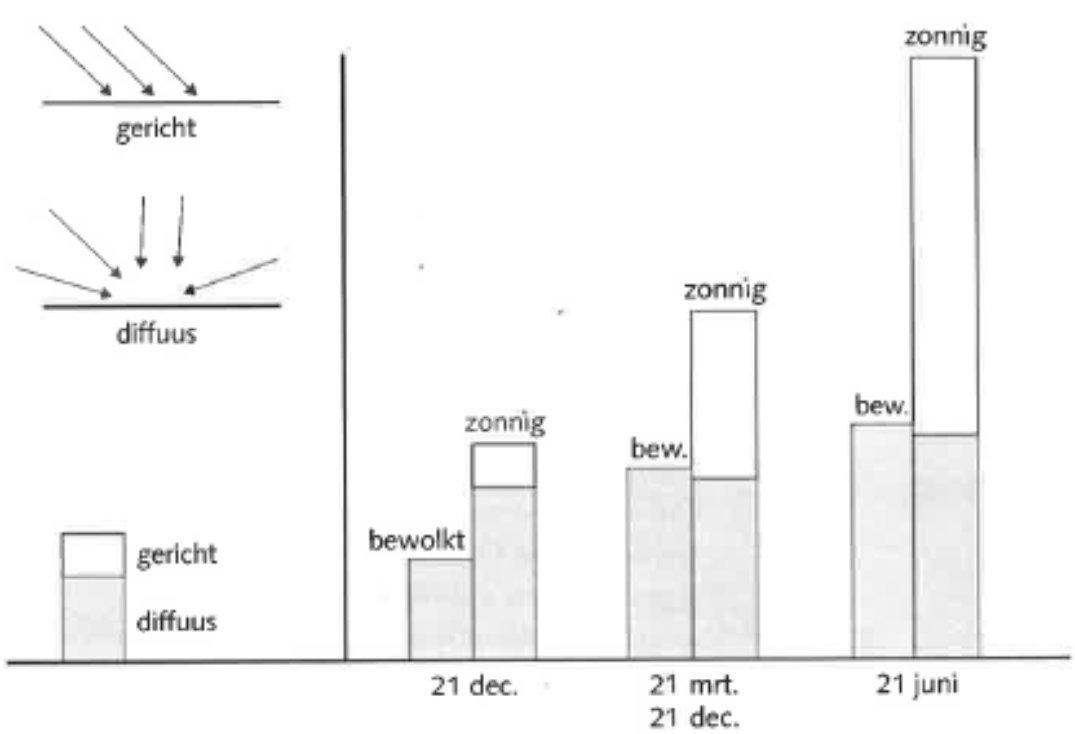 gericht
diffuus
gericht
diffuus
bewolkt
zonnig
21 dec.
bew.
zonnig
21 mrt.
21 dec.
bew.
zonnig
21 juni